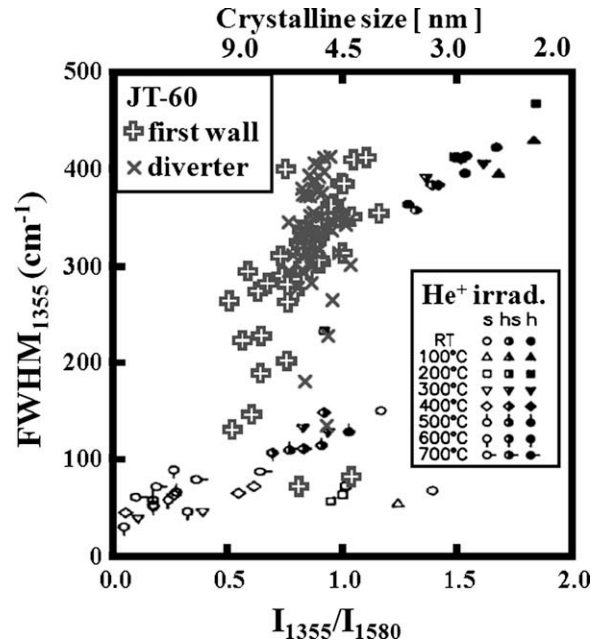 Crystalline size [ nm ]
9.0 4.5 3.0 2.0
500
400
300
200
100
0
FWHM1355 (cm-1)
JT-60
first wall
diverter
He+ irrad.
s hs h
RT
100°C
200°C
300°C
400°C
500°C
600°C
700°C
0.0 0.5 1.0 1.5 2.0
I1355/I1580